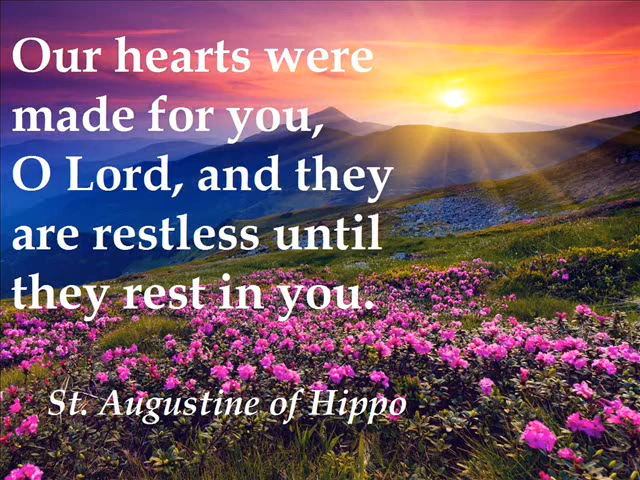 Our hearts were
made for you,
O Lord, and they
are restless until
they rest in you.
St. Augustine of Hippo